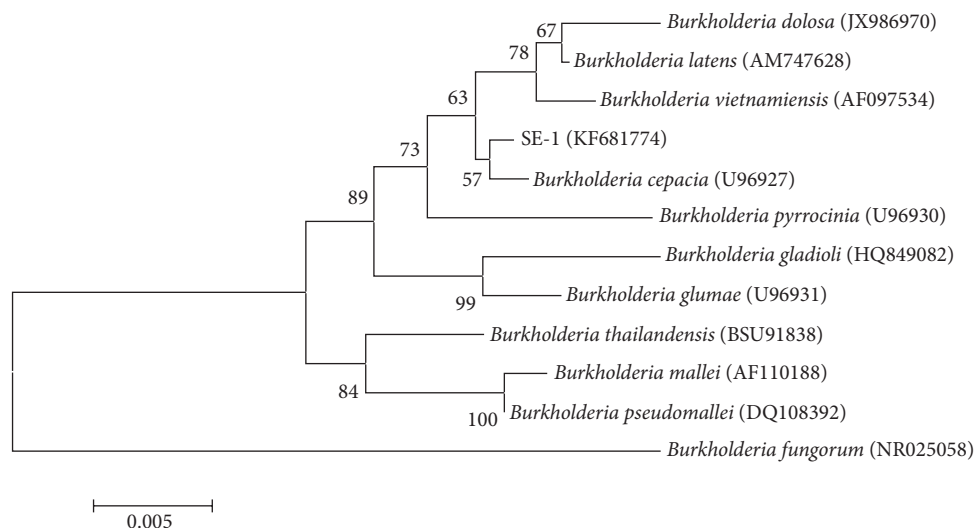 67
Burkholderia dolosa (JX986970)
78
Burkholderia latens (AM747628)
63
Burkholderia vietnamiensis (AF097534)
73
SE-1 (KF681774)
57
Burkholderia cepacia (U96927)
89
Burkholderia pyrrocinia (U96930)
Burkholderia gladioli (HQ849082)
99
Burkholderia glumae (U96931)
Burkholderia thailandensis (BSU91838)
84
Burkholderia mallei (AF110188)
100
Burkholderia pseudomallei (DQ108392)
Burkholderia fungorum (NR025058)
0.005